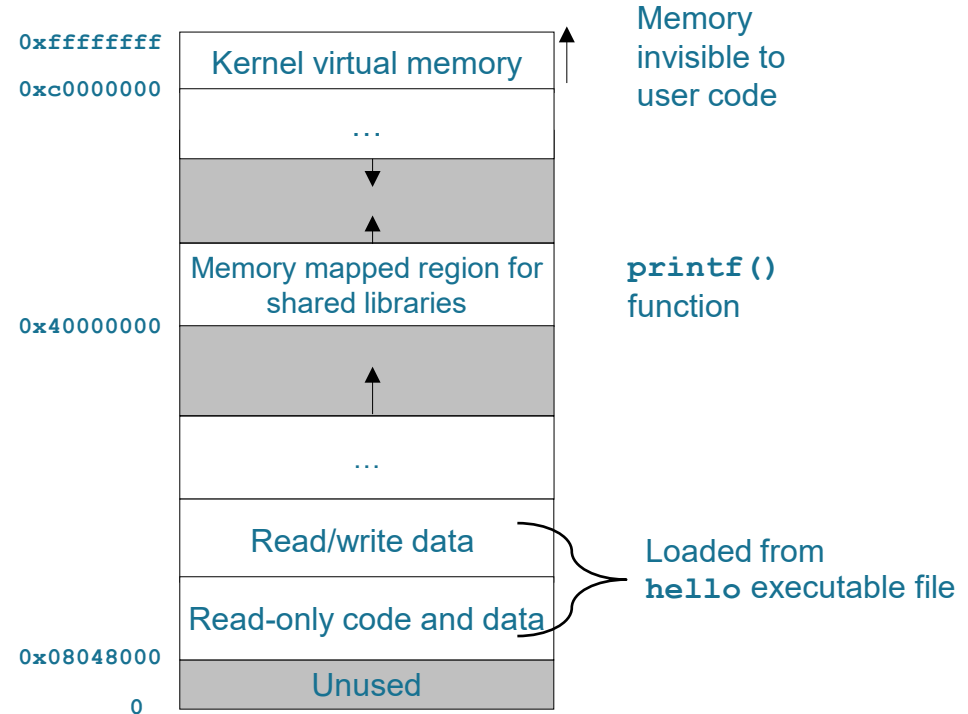 0xffffffff
Kernel virtual memory
Memory
invisible to
user code
0xc0000000
...
Memory mapped region for
shared libraries
printf()
function
0x40000000
...
Read/write data
Loaded from
hello executable file
Read-only code and data
0x08048000
Unused
0